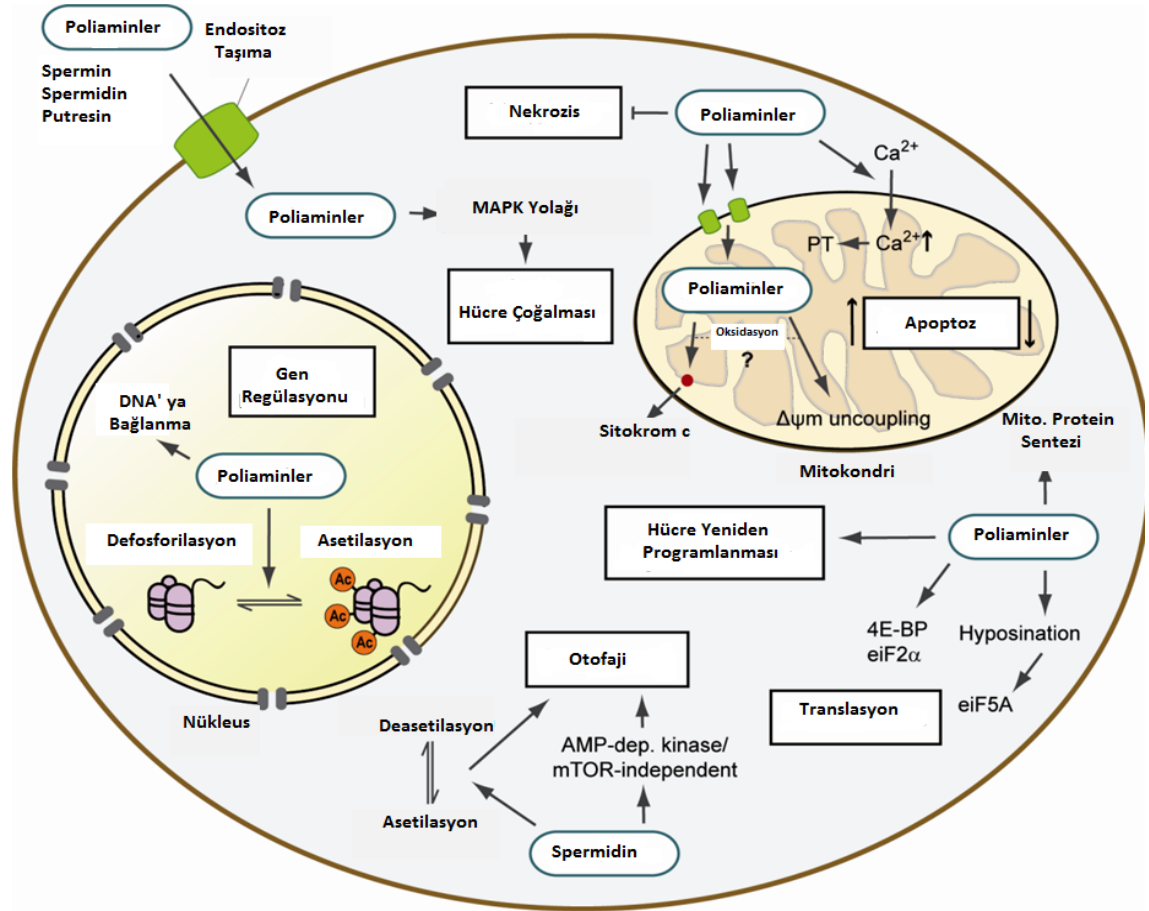 Poliaminler
Endositoz
Taşıma
Spermin
Spermidin
Putresin
Poliaminler
MAPK Yolağı
Hücre Çoğalması
Nekrozis
Poliaminler
Ca²⁺
PT
Ca²⁺
Poliaminler
Oksidasyon
?
Apoptoz
Sitokrom c
Δψm uncoupling
Mitokondri
Mito. Protein
Sentezi
Gen
Regülasyonu
DNA' ya
Bağlanma
Poliaminler
Defosforilasyon
Asetilasyon
Ac
Ac
Ac
Nükleus
Hücre Yeniden
Programlanması
Poliaminler
4E-BP
eiF2α
Hyposination
eiF5A
Translasyon
Otofaji
Deasetilasyon
Asetilasyon
AMP-dep. kinase/
mTOR-independent
Spermidin